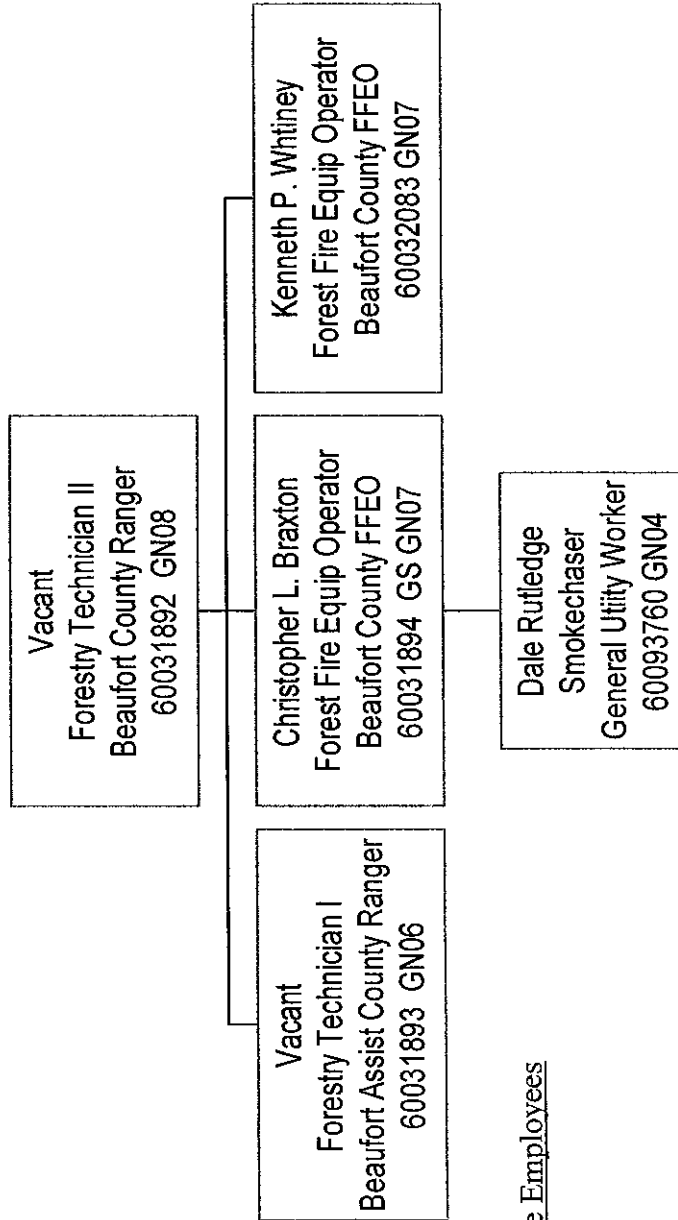 Vacant
Forestry Technician II
Beaufort County Ranger
60031892 GN08
Vacant
Forestry Technician I
Beaufort Assist County Ranger
60031893 GN06
Christopher L. Braxton
Forest Fire Equip Operator
Beaufort County FFEO
60031894 GS GN07
Kenneth P. Whtiney
Forest Fire Equip Operator
Beaufort County FFEO
60032083 GN07
Dale Rutledge
Smokechaser
General Utiity Worker
60093760 GN04
Employees